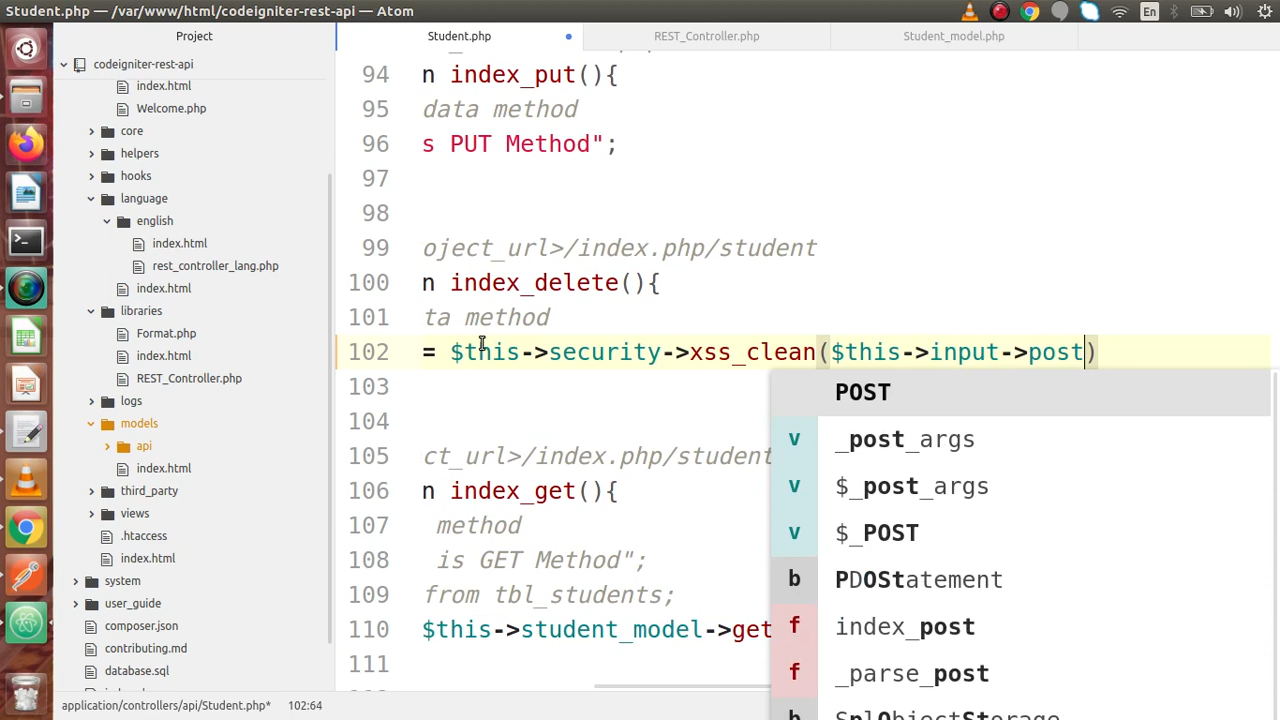 Student.php — /var/www/html/codeigniter-rest-api — Atom
En
Project
codeigniter-rest-api
index.html
Welcome.php
core
helpers
hooks
language
english
index.html
rest_controller_lang.php
index.html
libraries
Format.php
index.html
REST_Controller.php
logs
models
api
index.html
third_party
views
.htaccess
index.html
system
user_guide
composer.json
contributing.md
database.sql
Student.php
REST_Controller.php
Student_model.php
94 n index_put(){
95 data method
96 s PUT Method";
97
98
99 oject_url>/index.php/student
100 n index_delete(){
101 ta method
102 = $this->security->xss_clean($this->input->post)
103
104
105 ct_url>/index.php/student
106 n index_get(){
107 method
108 is GET Method";
109 from tbl_students;
110 $this->student_model->get
111
POST
v _post_args
v $_post_args
v $_POST
b PDOStatement
f index_post
f _parse_post
b SplObjectStorage
application/controllers/api/Student.php* 102:64